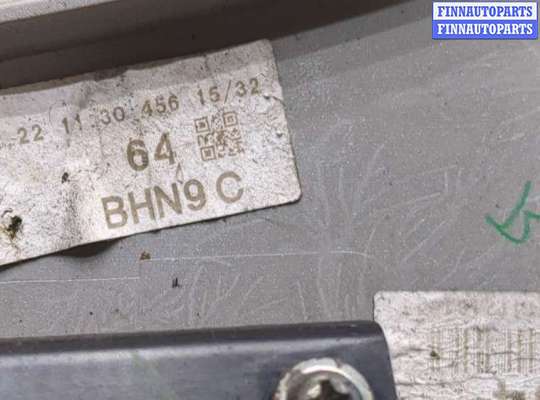 FINNAUTOPARTS
FINNAUTOPARTS
22 11 30 456 15/32
64
BHN9 C